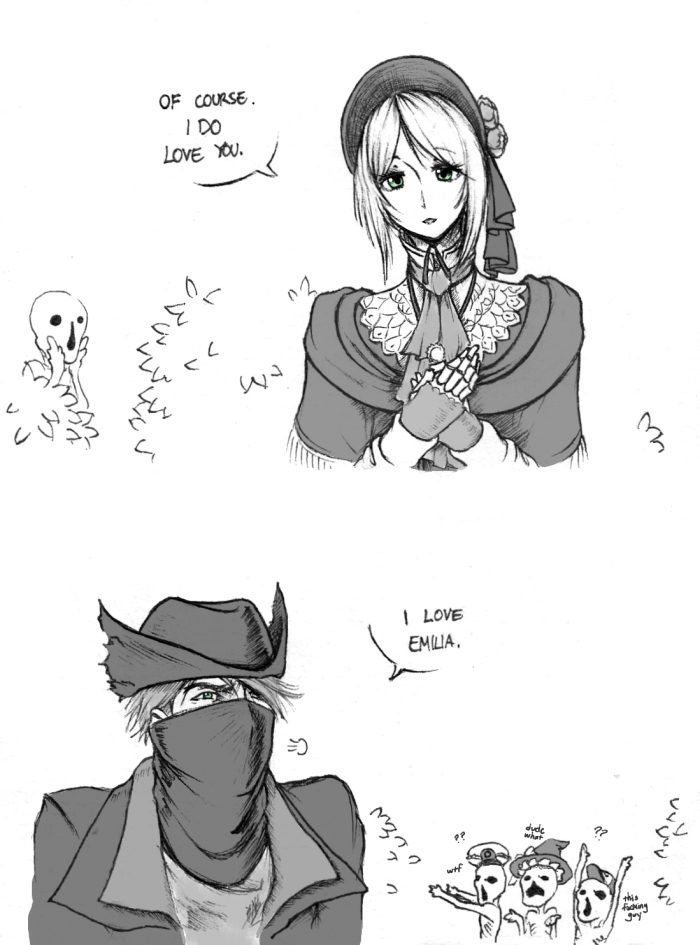 OF COURSE.
I DO
LOVE YOU.
I LOVE
EMILIA.
??
dude
what
??
wtf
this
fucking
guy